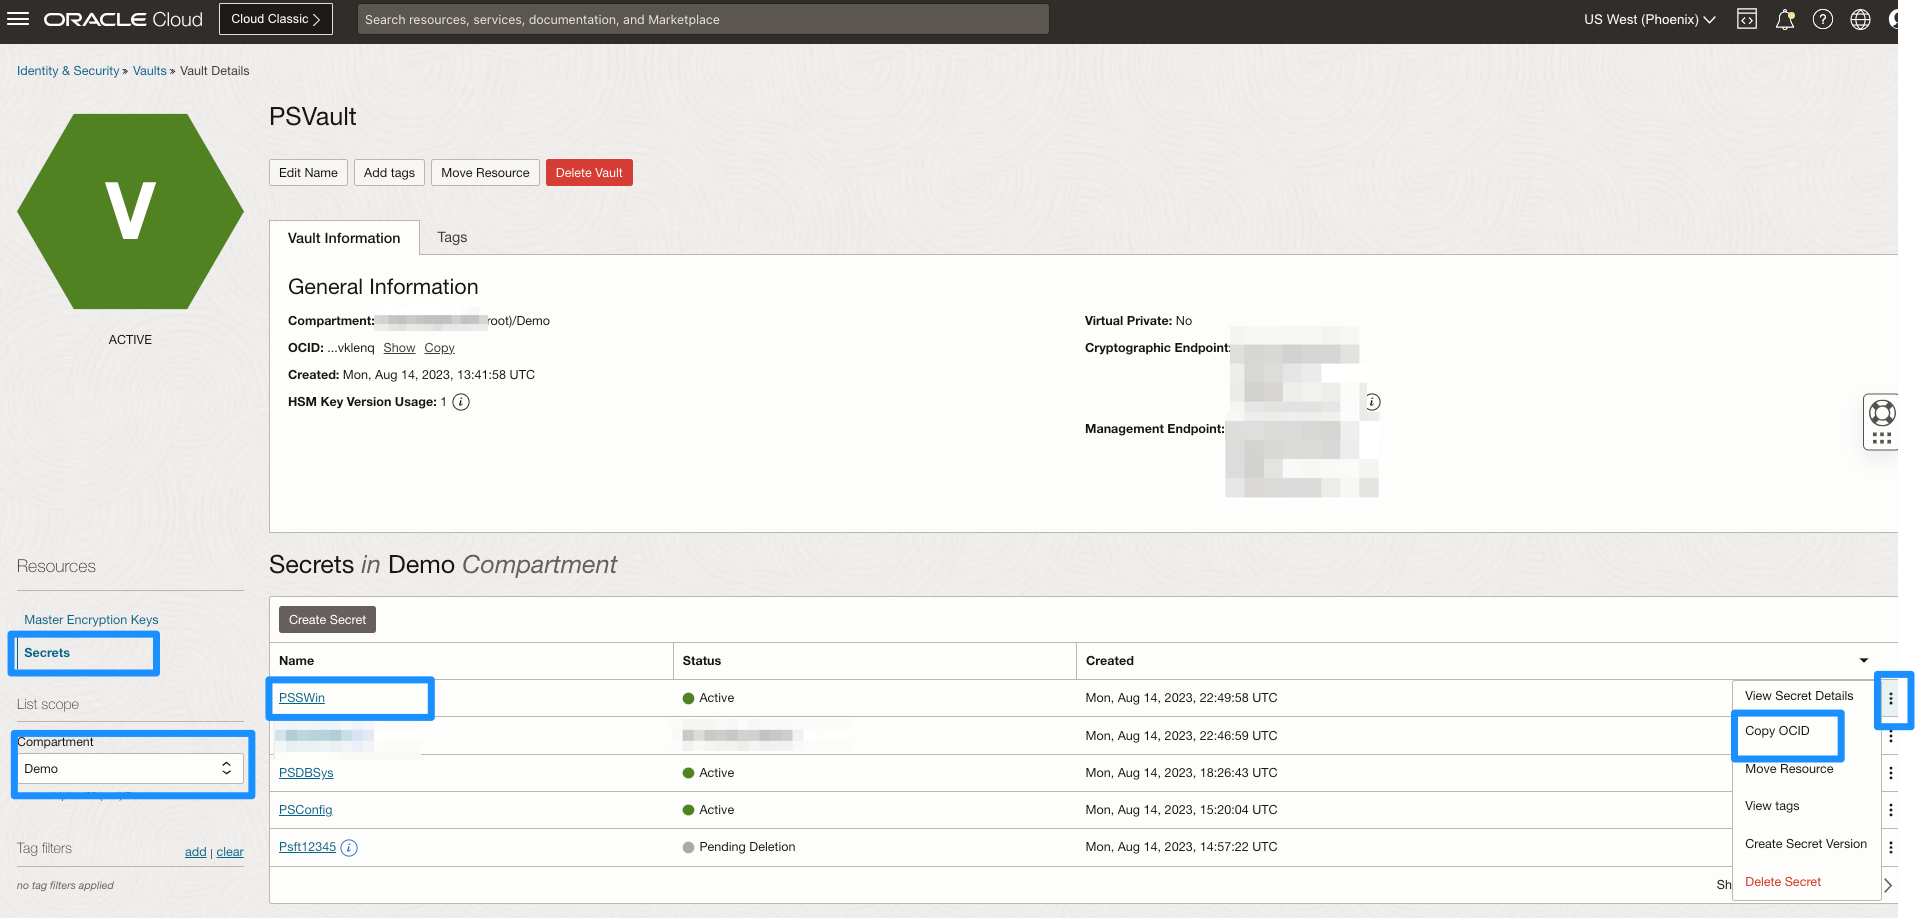 ORACLE Cloud
Cloud Classic
Search resources, services, documentation, and Marketplace
US West (Phoenix)
Identity & Security » Vaults » Vault Details
V
ACTIVE
PSVault
Edit Name
Add tags
Move Resource
Delete Vault
Vault Information
Tags
General Information
Compartment: root)/Demo
OCID: ...vklenq Show Copy
Created: Mon, Aug 14, 2023, 13:41:58 UTC
HSM Key Version Usage: 1
Virtual Private: No
Cryptographic Endpoint:
Management Endpoint:
Resources
Master Encryption Keys
Secrets
List scope
Compartment
Demo
Tag filters
add | clear
no tag filters applied
Secrets in Demo Compartment
Create Secret
Name Status Created
PSSWin Active Mon, Aug 14, 2023, 22:49:58 UTC
Mon, Aug 14, 2023, 22:46:59 UTC
PSDBSys Active Mon, Aug 14, 2023, 18:26:43 UTC
PSConfig Active Mon, Aug 14, 2023, 15:20:04 UTC
Psft12345 Pending Deletion Mon, Aug 14, 2023, 14:57:22 UTC
Sh
View Secret Details
Copy OCID
Move Resource
View tags
Create Secret Version
Delete Secret